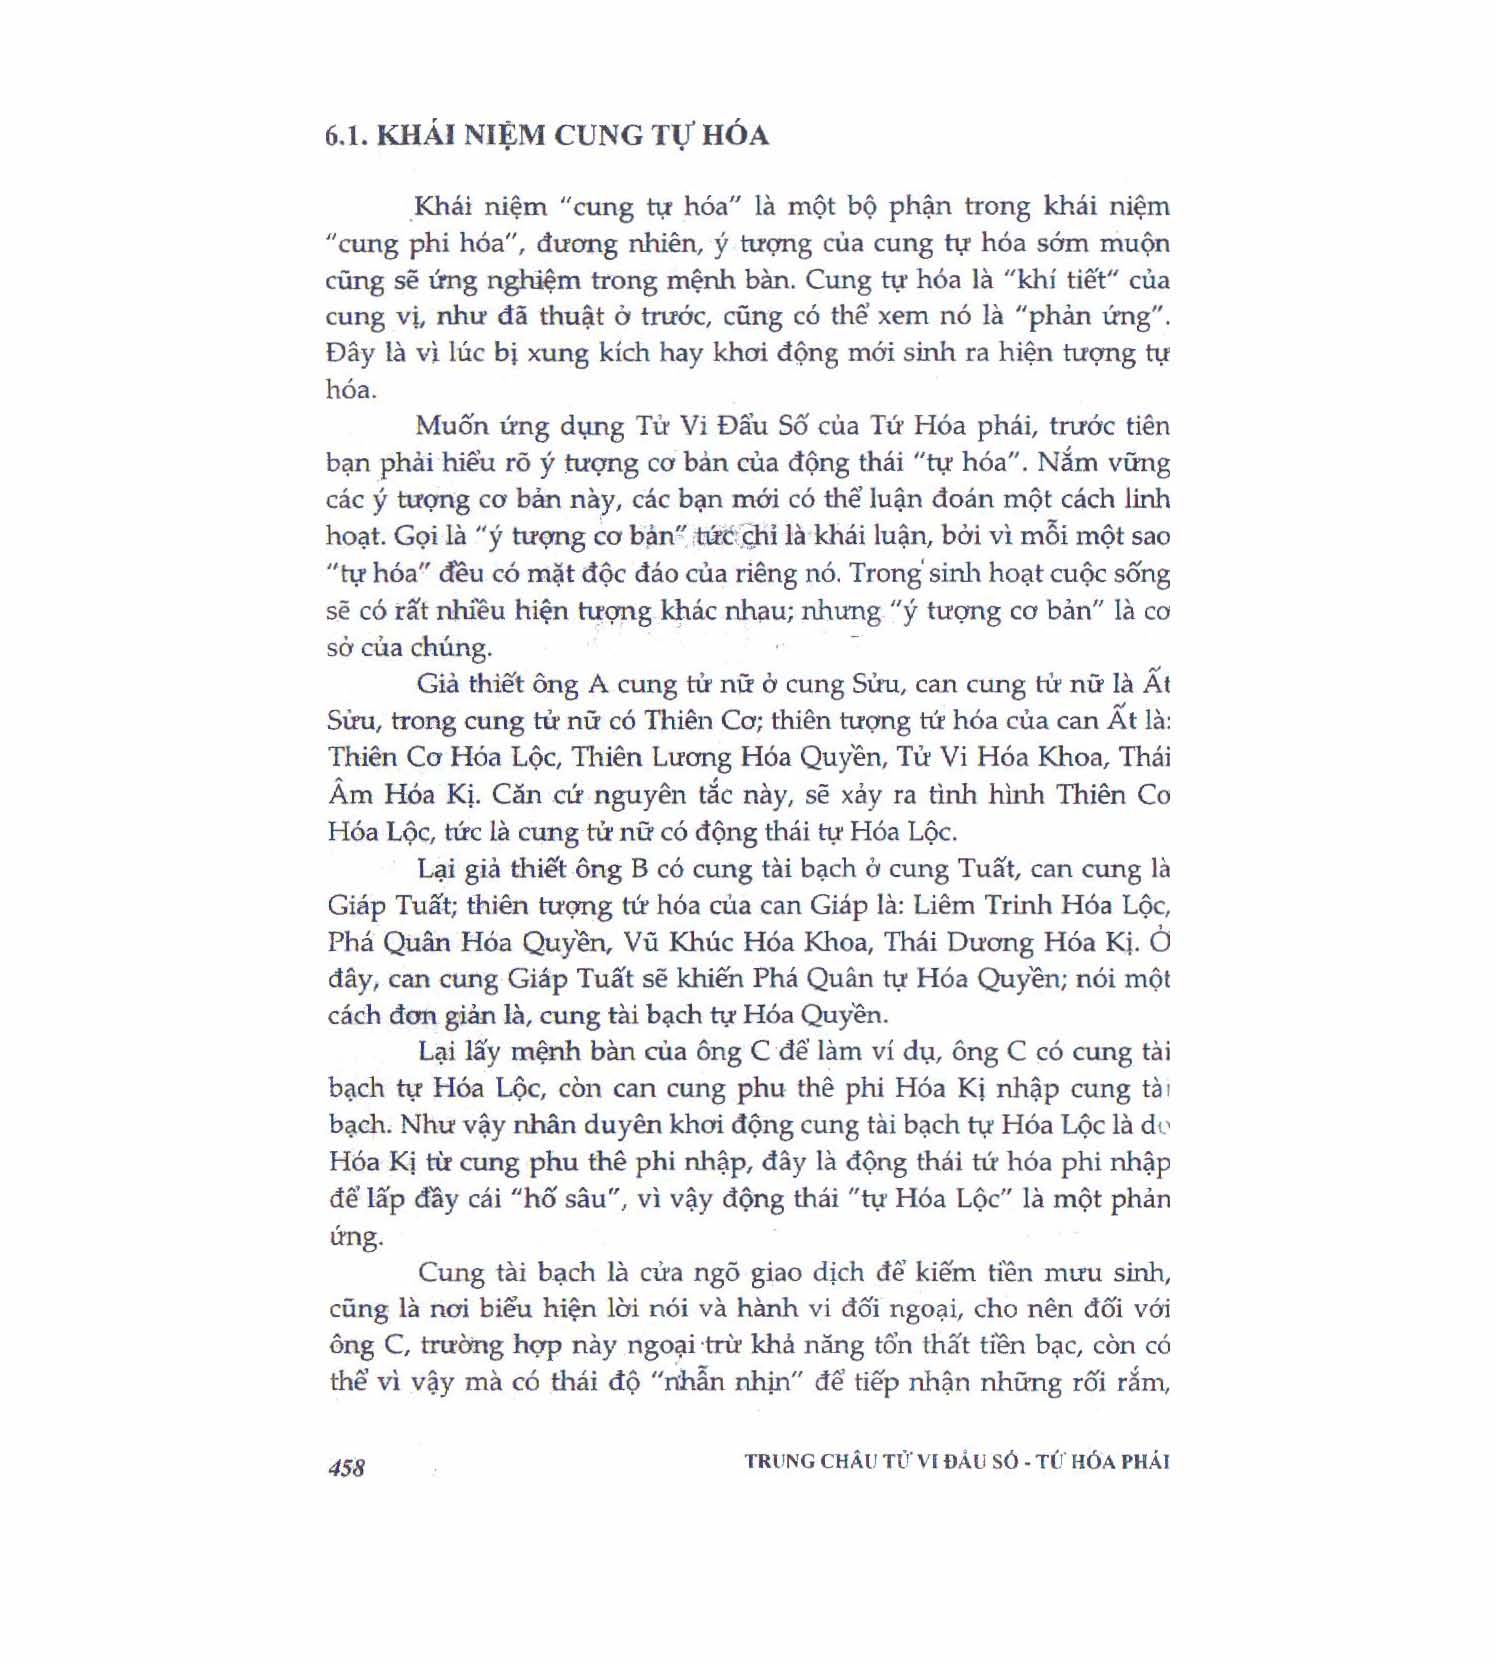 6.1. KHÁI NIỆM CUNG TỰ HÓA
Khái niệm "cung tự hóa" là một bộ phận trong khái niệm
"cung phi hóa", đương nhiên, ý tượng của cung tự hóa sớm muộn
cũng sẽ ứng nghiệm trong mệnh bàn. Cung tự hóa là "khí tiết" của
cung vị, như đã thuật ở trước, cũng có thể xem nó là "phản ứng".
Đây là vì lúc bị xung kích hay khơi động mới sinh ra hiện tượng tự
hóa.
Muốn ứng dụng Tử Vi Đẩu Số của Tứ Hóa phái, trước tiên
bạn phải hiểu rõ ý tượng cơ bản của động thái "tự hóa". Nắm vững
các ý tượng cơ bản này, các bạn mới có thể luận đoán một cách linh
hoạt. Gọi là "ý tượng cơ bản" tức chỉ là khái luận, bởi vì mỗi một sao
"tự hóa" đều có mặt độc đáo của riêng nó. Trong sinh hoạt cuộc sống
sẽ có rất nhiều hiện tượng khác nhau; nhưng "ý tượng cơ bản" là cơ
sở của chúng.
Giả thiết ông A cung tử nữ ở cung Sửu, can cung tử nữ là Ất
Sửu, trong cung tử nữ có Thiên Cơ; thiên tượng tứ hóa của can Ất là:
Thiên Cơ Hóa Lộc, Thiên Lương Hóa Quyền, Tử Vi Hóa Khoa, Thái
Âm Hóa Kị. Căn cứ nguyên tắc này, sẽ xảy ra tình hình Thiên Cơ
Hóa Lộc, tức là cung tử nữ có động thái tự Hóa Lộc.
Lại giả thiết ông B có cung tài bạch ở cung Tuất, can cung là
Giáp Tuất; thiên tượng tứ hóa của can Giáp là: Liêm Trinh Hóa Lộc,
Phá Quân Hóa Quyền, Vũ Khúc Hóa Khoa, Thái Dương Hóa Kị. Ở
đây, can cung Giáp Tuất sẽ khiến Phá Quân tự Hóa Quyền; nói một
cách đơn giản là, cung tài bạch tự Hóa Quyền.
Lại lấy mệnh bàn của ông C để làm ví dụ, ông C có cung tài
bạch tự Hóa Lộc, còn can cung phu thê phi Hóa Kị nhập cung tài
bạch. Như vậy nhân duyên khơi động cung tài bạch tự Hóa Lộc là do
Hóa Kị từ cung phu thê phi nhập, đây là động thái tứ hóa phi nhập
để lấp đầy cái "hố sâu", vì vậy động thái "tự Hóa Lộc" là một phản
ứng.
Cung tài bạch là cửa ngõ giao dịch để kiếm tiền mưu sinh,
cũng là nơi biểu hiện lời nói và hành vi đối ngoại, cho nên đối với
ông C, trường hợp này ngoại trừ khả năng tổn thất tiền bạc, còn có
thể vì vậy mà có thái độ "nhẫn nhịn" để tiếp nhận những rối rắm,
458
TRUNG CHÂU TỬ VI ĐẨU SỐ - TỨ HÓA PHÁI